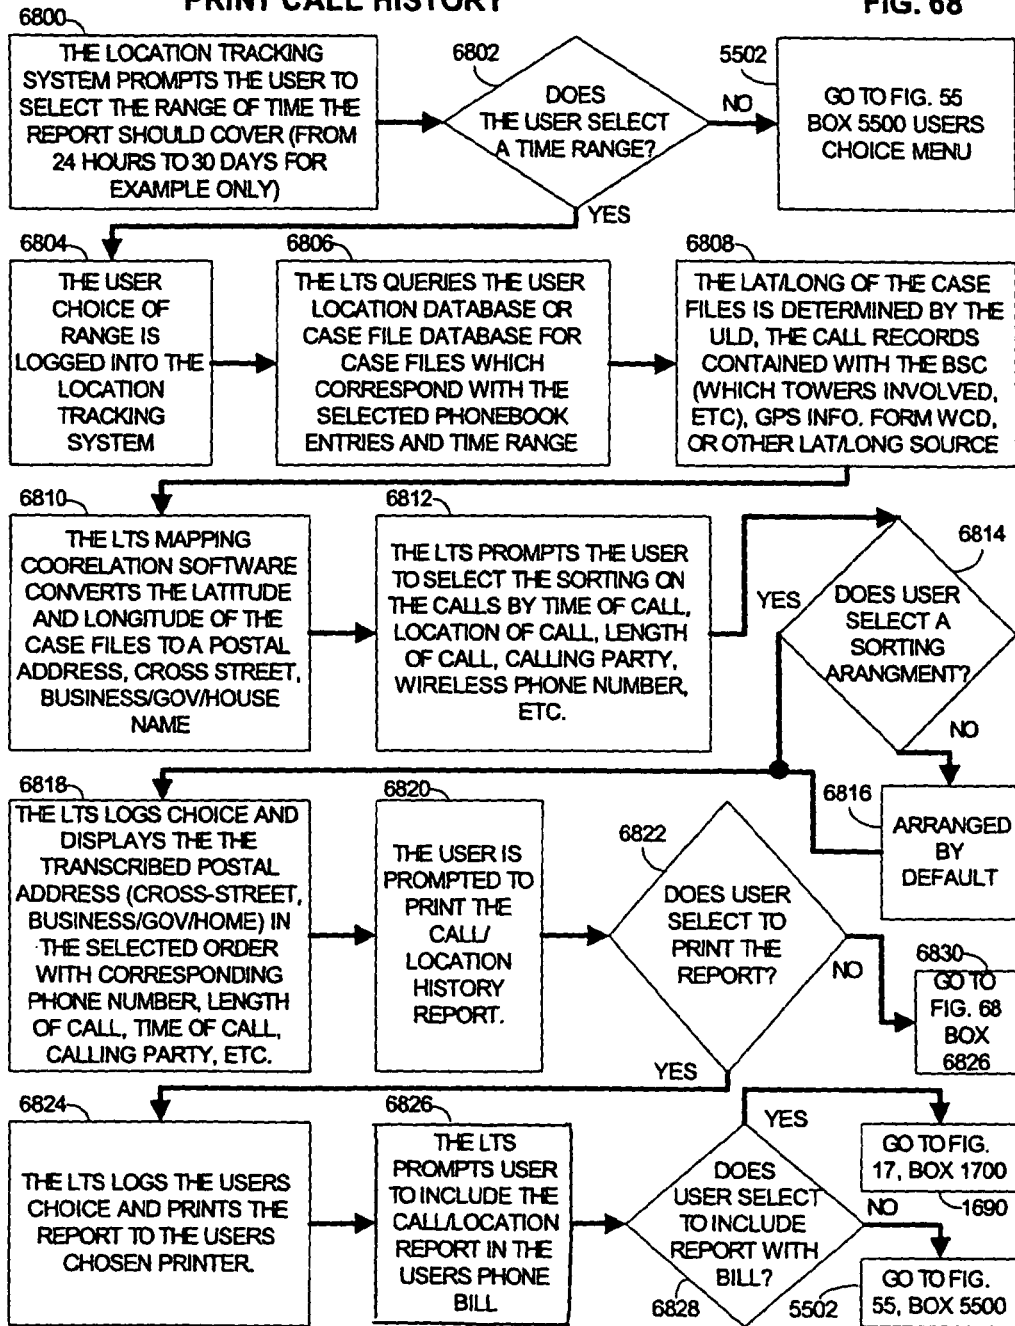 PRINT CALL HISTORY
FIG. 68
6800
THE LOCATION TRACKING
SYSTEM PROMPTS THE USER TO
SELECT THE RANGE OF TIME THE
REPORT SHOULD COVER (FROM
24 HOURS TO 30 DAYS FOR
EXAMPLE ONLY)
6802
DOES
THE USER SELECT
A TIME RANGE?
NO
YES
5502
GO TO FIG. 55
BOX 5500 USERS
CHOICE MENU
6804
THE USER
CHOICE OF
RANGE IS
LOGGED INTO THE
LOCATION
TRACKING
SYSTEM
6806
THE LTS QUERIES THE USER
LOCATION DATABASE OR
CASE FILE DATABASE FOR
CASE FILES WHICH
CORRESPOND WITH THE
SELECTED PHONEBOOK
ENTRIES AND TIME RANGE
6808
THE LAT/LONG OF THE CASE
FILES IS DETERMINED BY THE
ULD, THE CALL RECORDS
CONTAINED WITH THE BSC
(WHICH TOWERS INVOLVED,
ETC), GPS INFO. FORM WCD,
OR OTHER LAT/LONG SOURCE
6810
THE LTS MAPPING
COORELATION SOFTWARE
CONVERTS THE LATITUDE
AND LONGITUDE OF THE
CASE FILES TO A POSTAL
ADDRESS, CROSS STREET,
BUSINESS/GOV/HOUSE
NAME
6812
THE LTS PROMPTS THE USER
TO SELECT THE SORTING ON
THE CALLS BY TIME OF CALL,
LOCATION OF CALL, LENGTH
OF CALL, CALLING PARTY,
WIRELESS PHONE NUMBER,
ETC.
6814
YES
DOES USER
SELECT A
SORTING
ARANGMENT?
NO
6816
ARRANGED
BY
DEFAULT
6818
THE LTS LOGS CHOICE AND
DISPLAYS THE THE
TRANSCRIBED POSTAL
ADDRESS (CROSS-STREET,
BUSINESS/GOV/HOME) IN
THE SELECTED ORDER
WITH CORRESPONDING
PHONE NUMBER, LENGTH
OF CALL, TIME OF CALL,
CALLING PARTY, ETC.
6820
THE USER IS
PROMPTED TO
PRINT THE
CALL/
LOCATION
HISTORY
REPORT.
6822
DOES USER
SELECT TO
PRINT THE
REPORT?
NO
YES
6830
GO TO
FIG. 68
BOX
6826
6824
THE LTS LOGS THE USERS
CHOICE AND PRINTS THE
REPORT TO THE USERS
CHOSEN PRINTER.
6826
THE LTS
PROMPTS USER
TO INCLUDE THE
CALL/LOCATION
REPORT IN THE
USERS PHONE
BILL
YES
DOES
USER SELECT
TO INCLUDE
REPORT WITH
BILL?
6828
NO
GO TO FIG.
17, BOX 1700
1690
5502
GO TO FIG.
55, BOX 5500